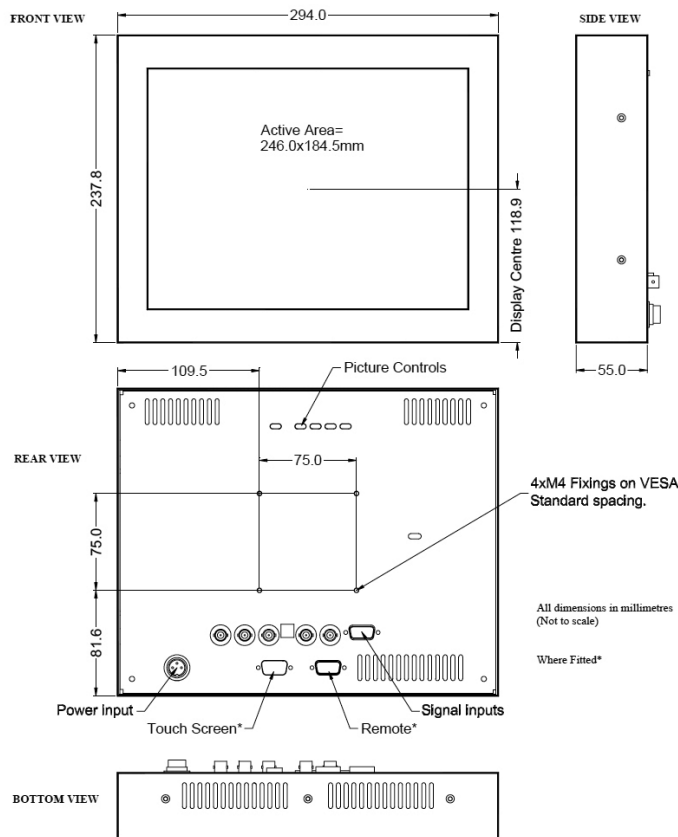 FRONT VIEW
294.0
SIDE VIEW
Active Area=
246.0x184.5mm
237.8
Display Centre 118.9
55.0
109.5
Picture Controls
REAR VIEW
75.0
4xM4 Fixings on VESA
Standard spacing.
75.0
81.6
All dimensions in millimetres
(Not to scale)
Where Fitted*
Power input
Signal inputs
Touch Screen*
Remote*
BOTTOM VIEW